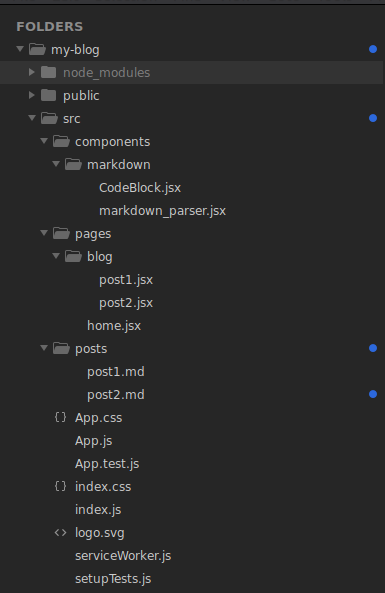 FOLDERS
my-blog
node_modules
public
src
components
markdown
CodeBlock.jsx
markdown_parser.jsx
pages
blog
post1.jsx
post2.jsx
home.jsx
posts
post1.md
post2.md
{} App.css
App.js
App.test.js
{} index.css
index.js
<> logo.svg
serviceWorker.js
setupTests.js